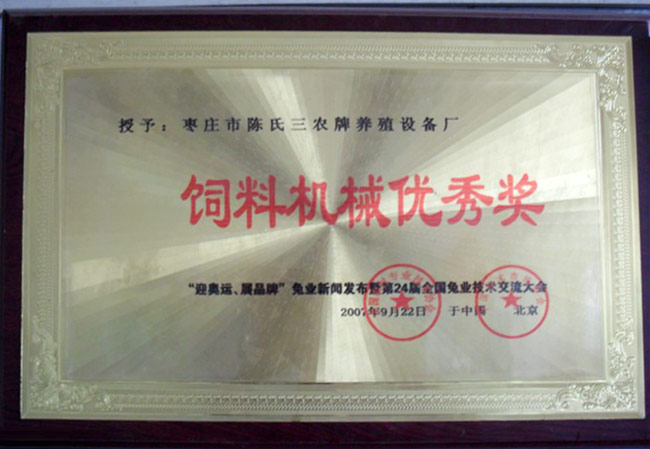 授予：枣庄市陈氏三农牌养殖设备厂
饲料机械优秀奖
“迎奥运、展品牌”兔业新闻发布暨第24届全国兔业技术交流大会
2007年9月22日 于中国 北京